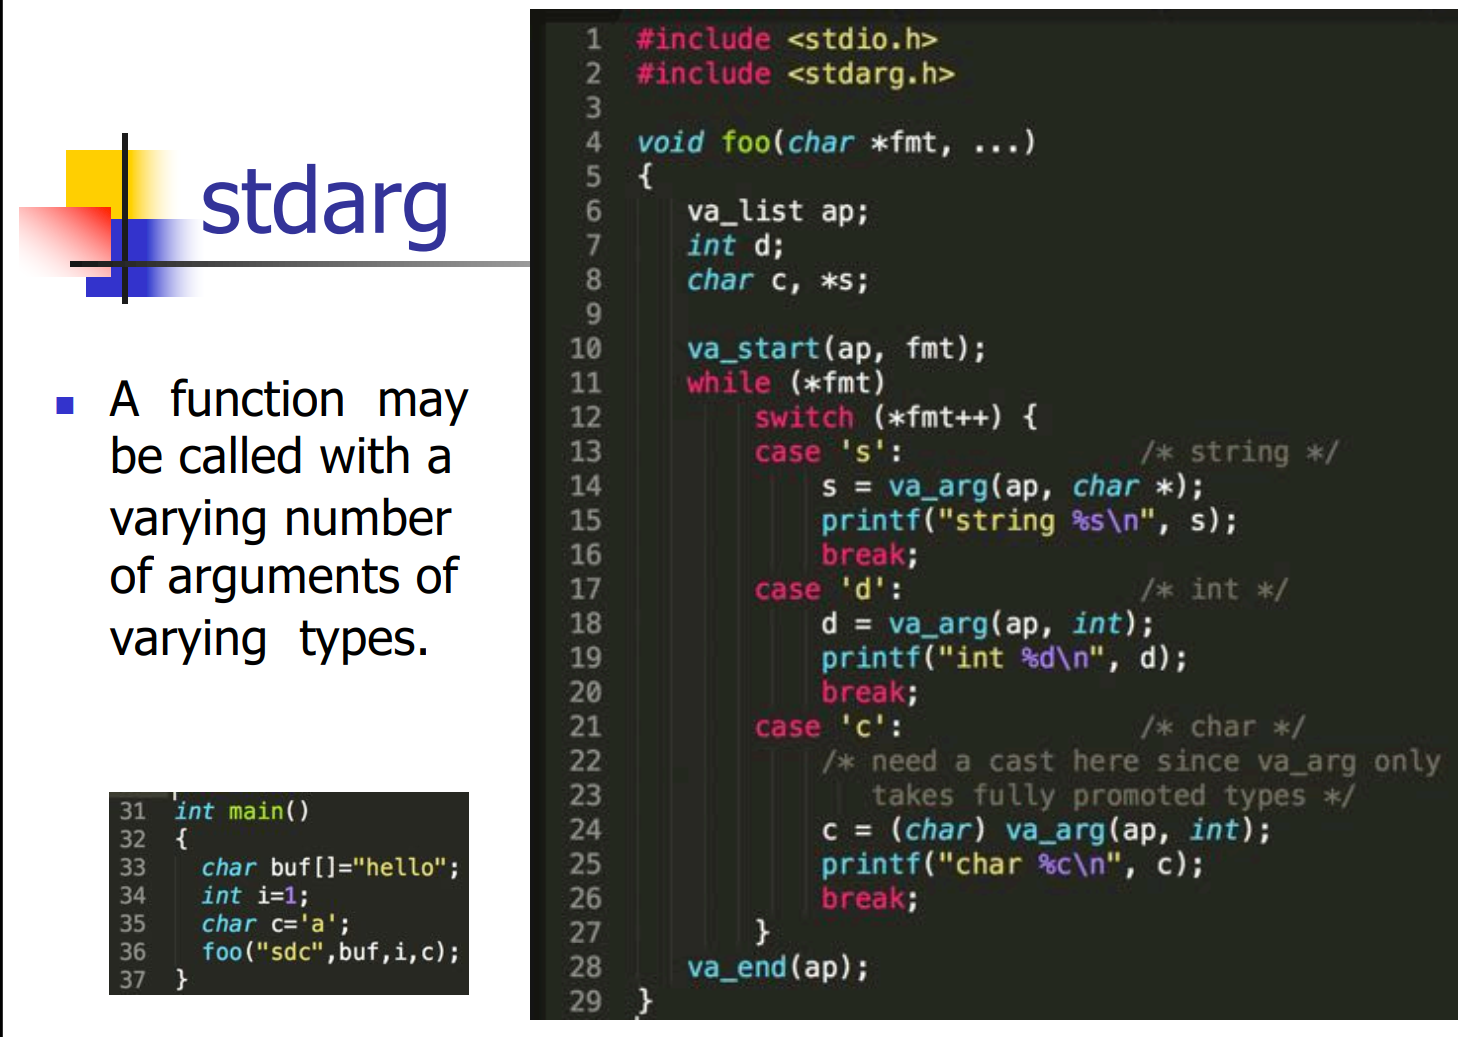 stdarg
A function may
be called with a
varying number
of arguments of
varying types.
31 int main()
32 {
33   char buf[]="hello";
34   int i=1;
35   char c='a';
36   foo("sdc",buf,i,c);
37 }
1 #include <stdio.h>
2 #include <stdarg.h>
3
4 void foo(char *fmt, ...)
5 {
6    va_list ap;
7    int d;
8    char c, *s;
9
10    va_start(ap, fmt);
11    while (*fmt)
12        switch (*fmt++) {
13        case 's':              /* string */
14            s = va_arg(ap, char *);
15            printf("string %s\n", s);
16            break;
17        case 'd':              /* int */
18            d = va_arg(ap, int);
19            printf("int %d\n", d);
20            break;
21        case 'c':              /* char */
22            /* need a cast here since va_arg only
23               takes fully promoted types */
24            c = (char) va_arg(ap, int);
25            printf("char %c\n", c);
26            break;
27        }
28    va_end(ap);
29 }